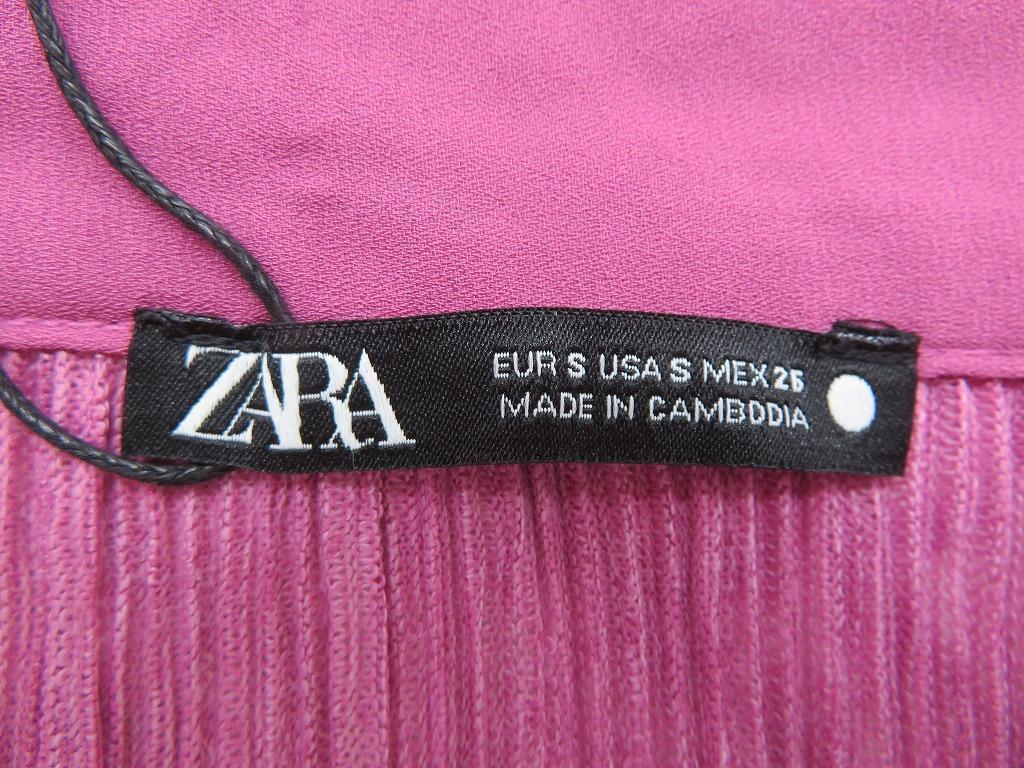 ZARA
EUR S USA S MEX 26
MADE IN CAMBODIA